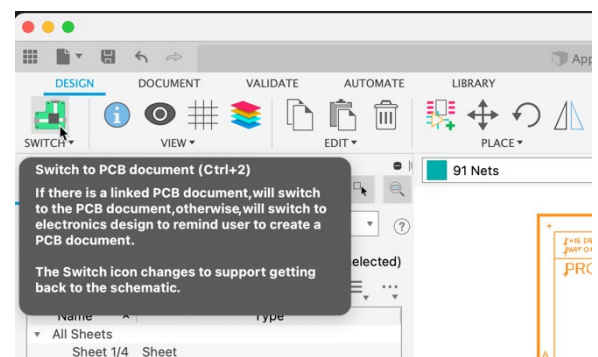 App
DESIGN DOCUMENT VALIDATE AUTOMATE LIBRARY
SWITCH VIEW EDIT PLACE
Switch to PCB document (Ctrl+2)
If there is a linked PCB document,will switch
to the PCB document,otherwise,will switch to
electronics design to remind user to create a
PCB document.
The Switch icon changes to support getting
back to the schematic.
91 Nets
elected)
Name Type
All Sheets
Sheet 1/4 Sheet
THIS DR
PART O
PRO
A